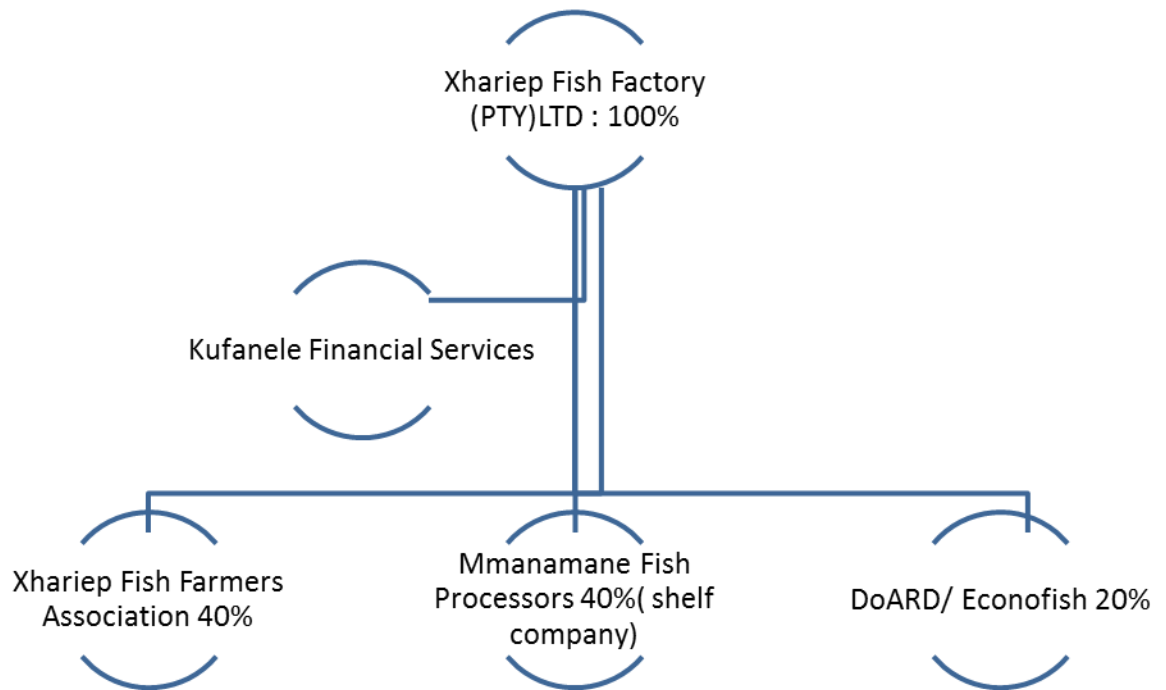 Xhariep Fish Factory
(PTY)LTD : 100%
Kufanele Financial Services
Xhariep Fish Farmers
Association 40%
Mmanamane Fish
Processors 40%( shelf
company)
DoARD/ Econofish 20%